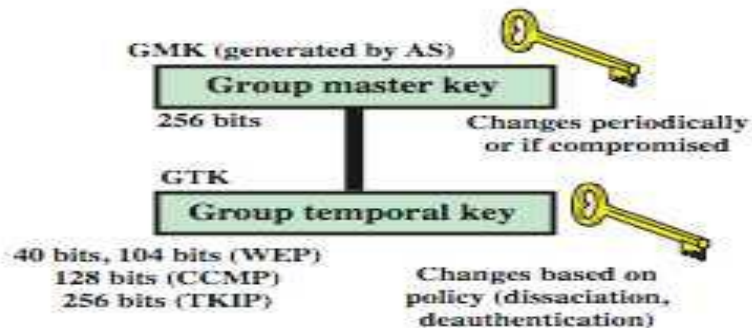 GMK (generated by AS)
Group master key
256 bits
Changes periodically
or if compromised
GTK
Group temporal key
40 bits, 104 bits (WEP)
128 bits (CCMP)
256 bits (TKIP)
Changes based on
policy (dissaciation,
deauthentication)